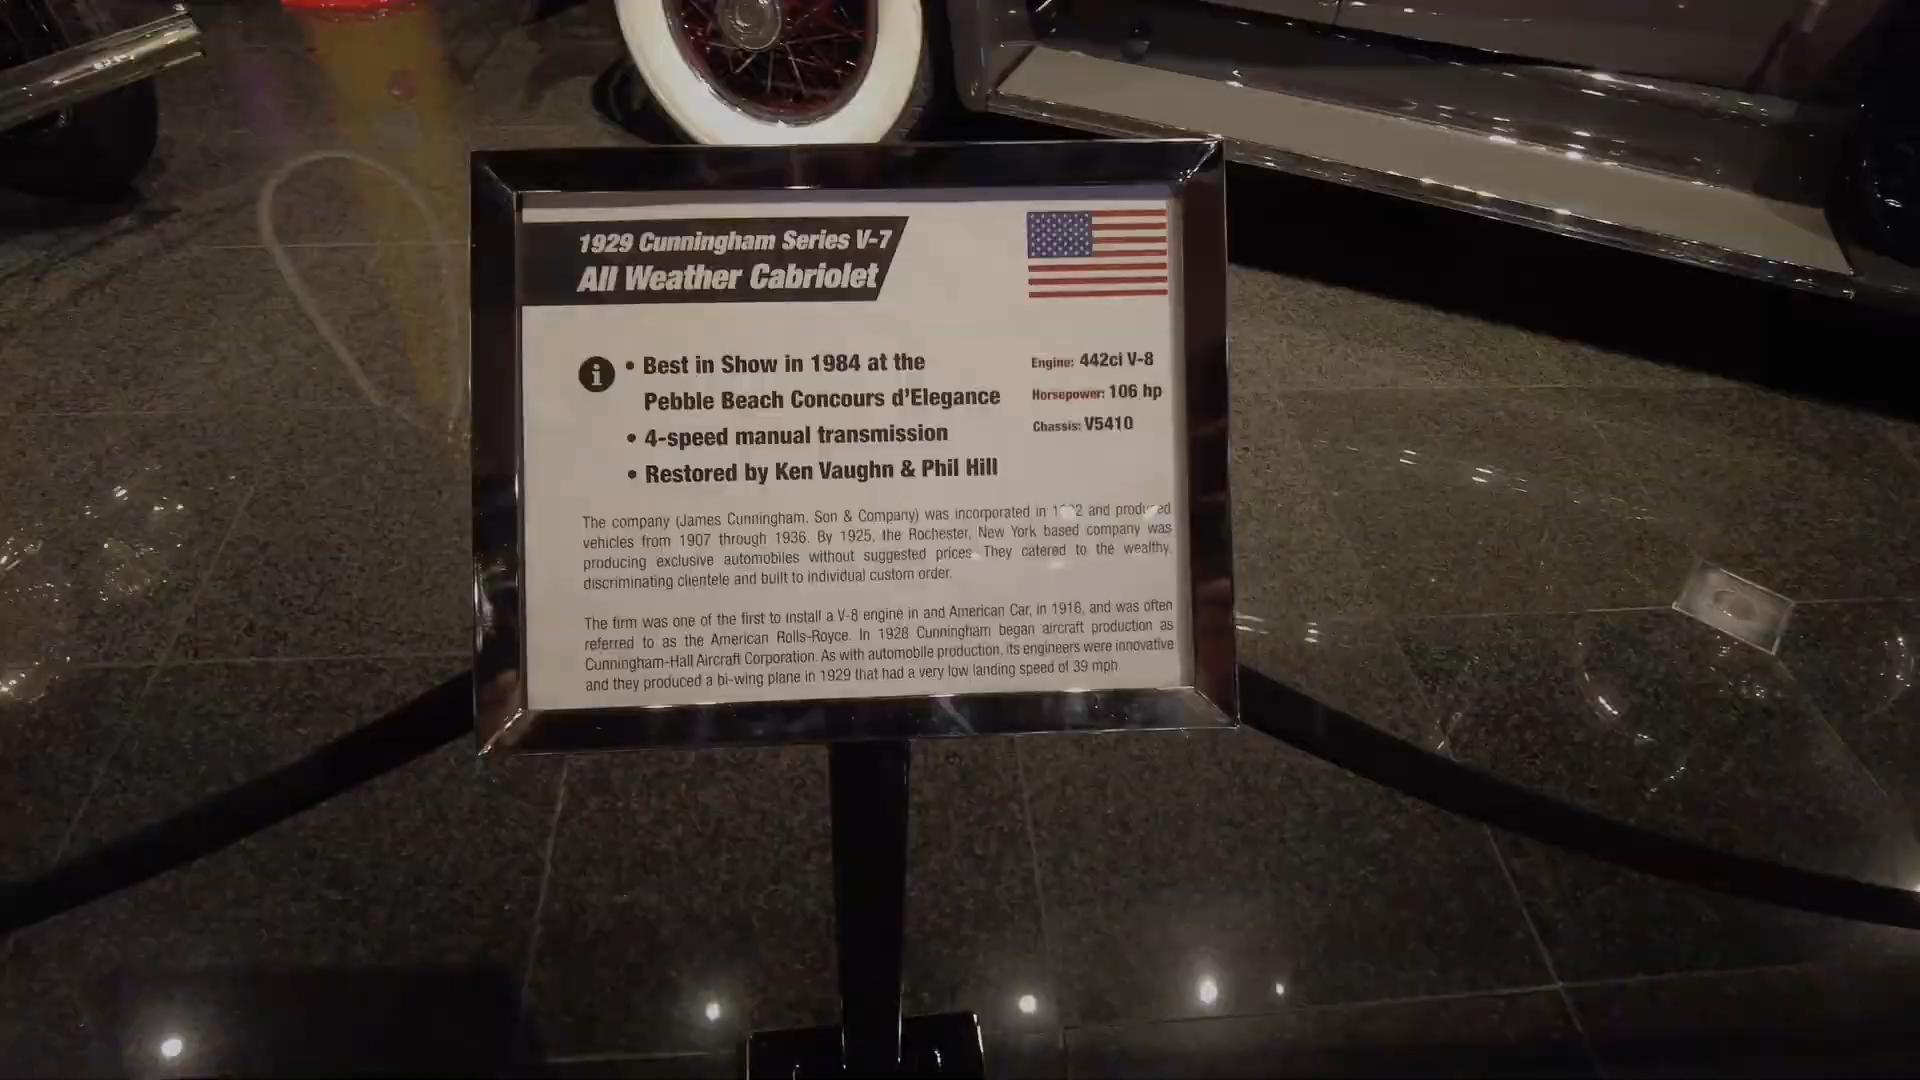 1929 Cunningham Series V-7
All Weather Cabriolet
i
• Best in Show in 1984 at the
Pebble Beach Concours d'Elegance
• 4-speed manual transmission
• Restored by Ken Vaughn & Phil Hill
Engine: 442ci V-8
Horsepower: 106 hp
Chassis: V5410
The company (James Cunningham, Son & Company) was incorporated in and produced
vehicles from 1907 through 1936. By 1925, the Rochester, New York based company was
producing exclusive automobiles without suggested prices. They catered to the wealthy,
discriminating clientele and built to individual custom order.
The firm was one of the first to install a V-8 engine in and American Car, in 1916, and was often
referred to as the American Rolls-Royce. In 1928 Cunningham began aircraft production as
Cunningham-Hall Aircraft Corporation. As with automobile production, its engineers were innovative
and they produced a bi-wing plane in 1929 that had a very low landing speed of 39 mph